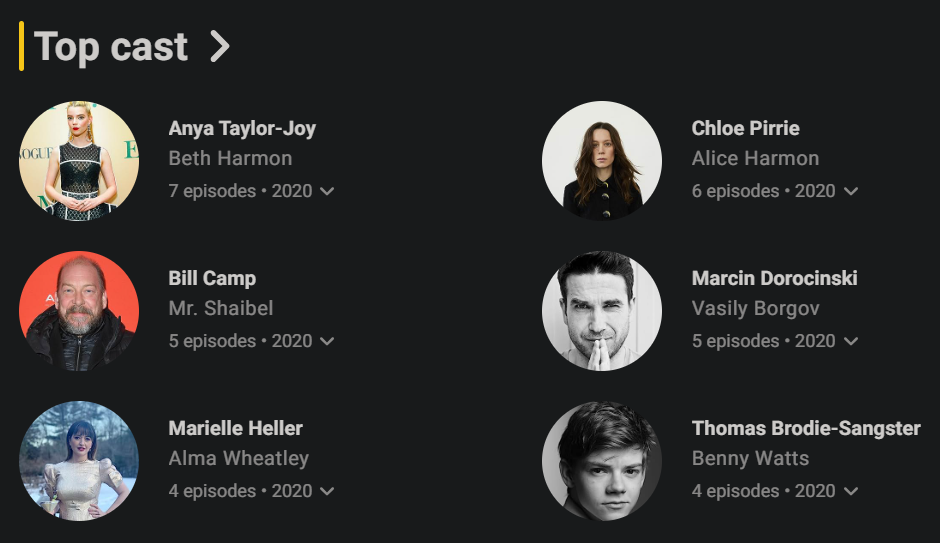 Top cast
Anya Taylor-Joy
Beth Harmon
7 episodes • 2020
Chloe Pirrie
Alice Harmon
6 episodes • 2020
Bill Camp
Mr. Shaibel
5 episodes • 2020
Marcin Dorocinski
Vasily Borgov
5 episodes • 2020
Marielle Heller
Alma Wheatley
4 episodes • 2020
Thomas Brodie-Sangster
Benny Watts
4 episodes • 2020